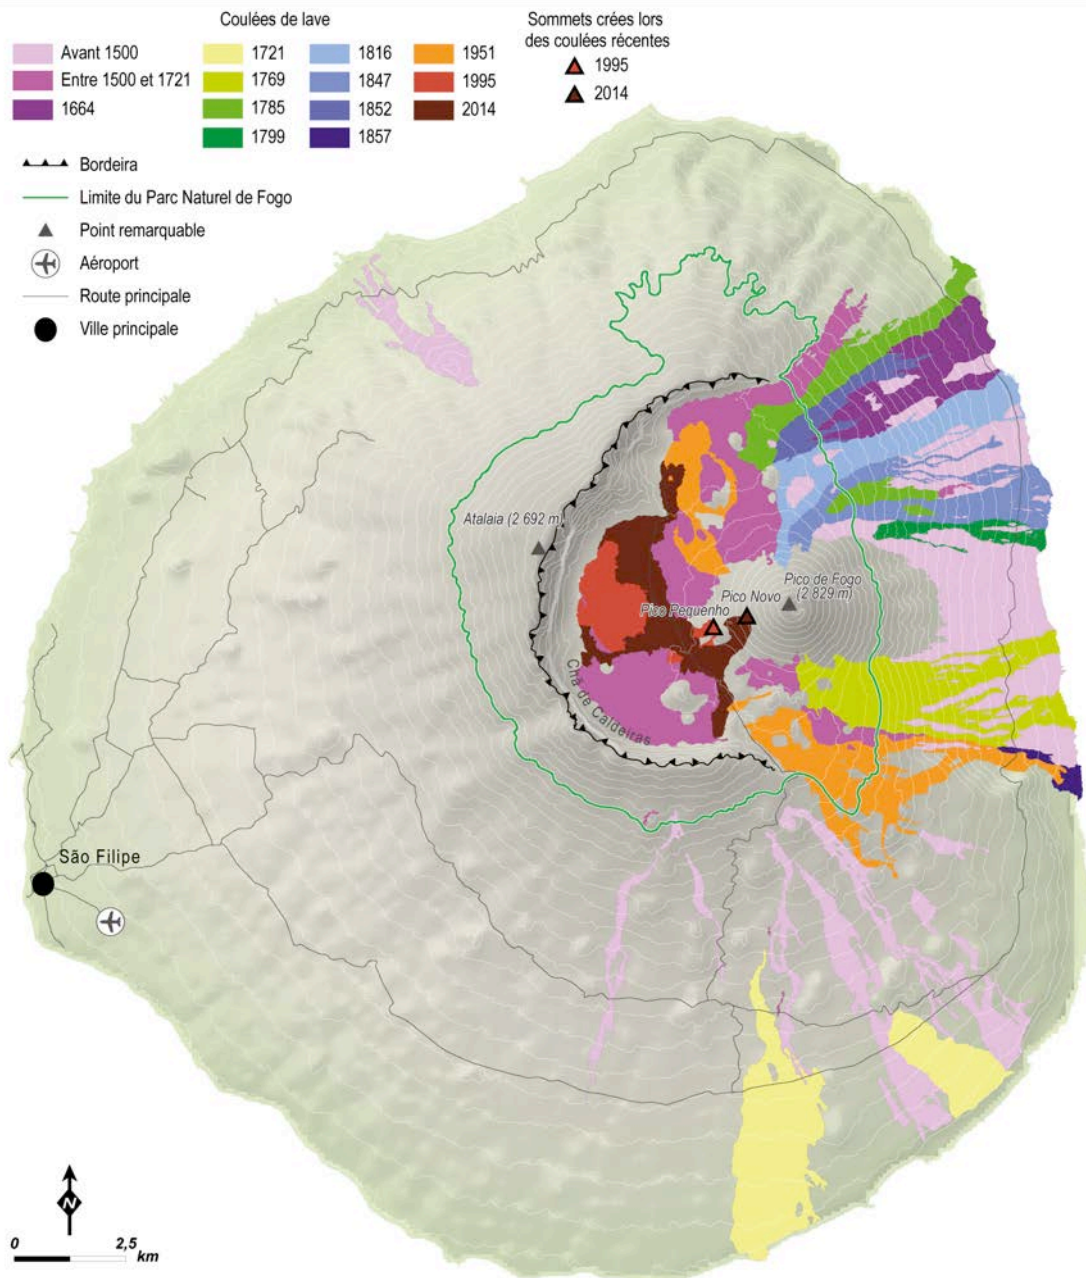 Coulées de lave
Avant 1500
Entre 1500 et 1721
1664
1721
1769
1785
1799
1816
1847
1852
1857
1951
1995
2014
Sommets crées lors
des coulées récentes
1995
2014
Bordeira
Limite du Parc Naturel de Fogo
Point remarquable
Aéroport
Route principale
Ville principale
Atalaia (2 692 m)
Pico de Fogo
(2 829 m)
Pico Novo
Pico Pequenho
Chã de Caldeiras
São Filipe
N
0 2,5
km